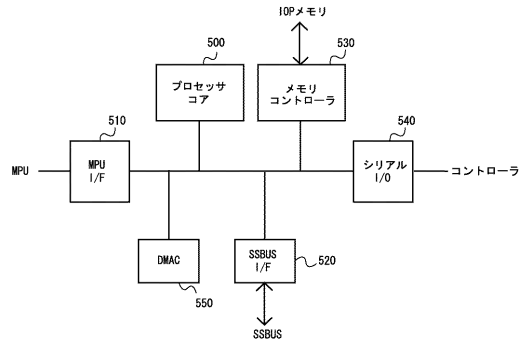 IOPメモリ
500
プロセッサ
コア
530
メモリ
コントローラ
510
MPU
MPU
I/F
540
シリアル
I/O
コントローラ
DMAC
550
SSBUS
I/F
520
SSBUS